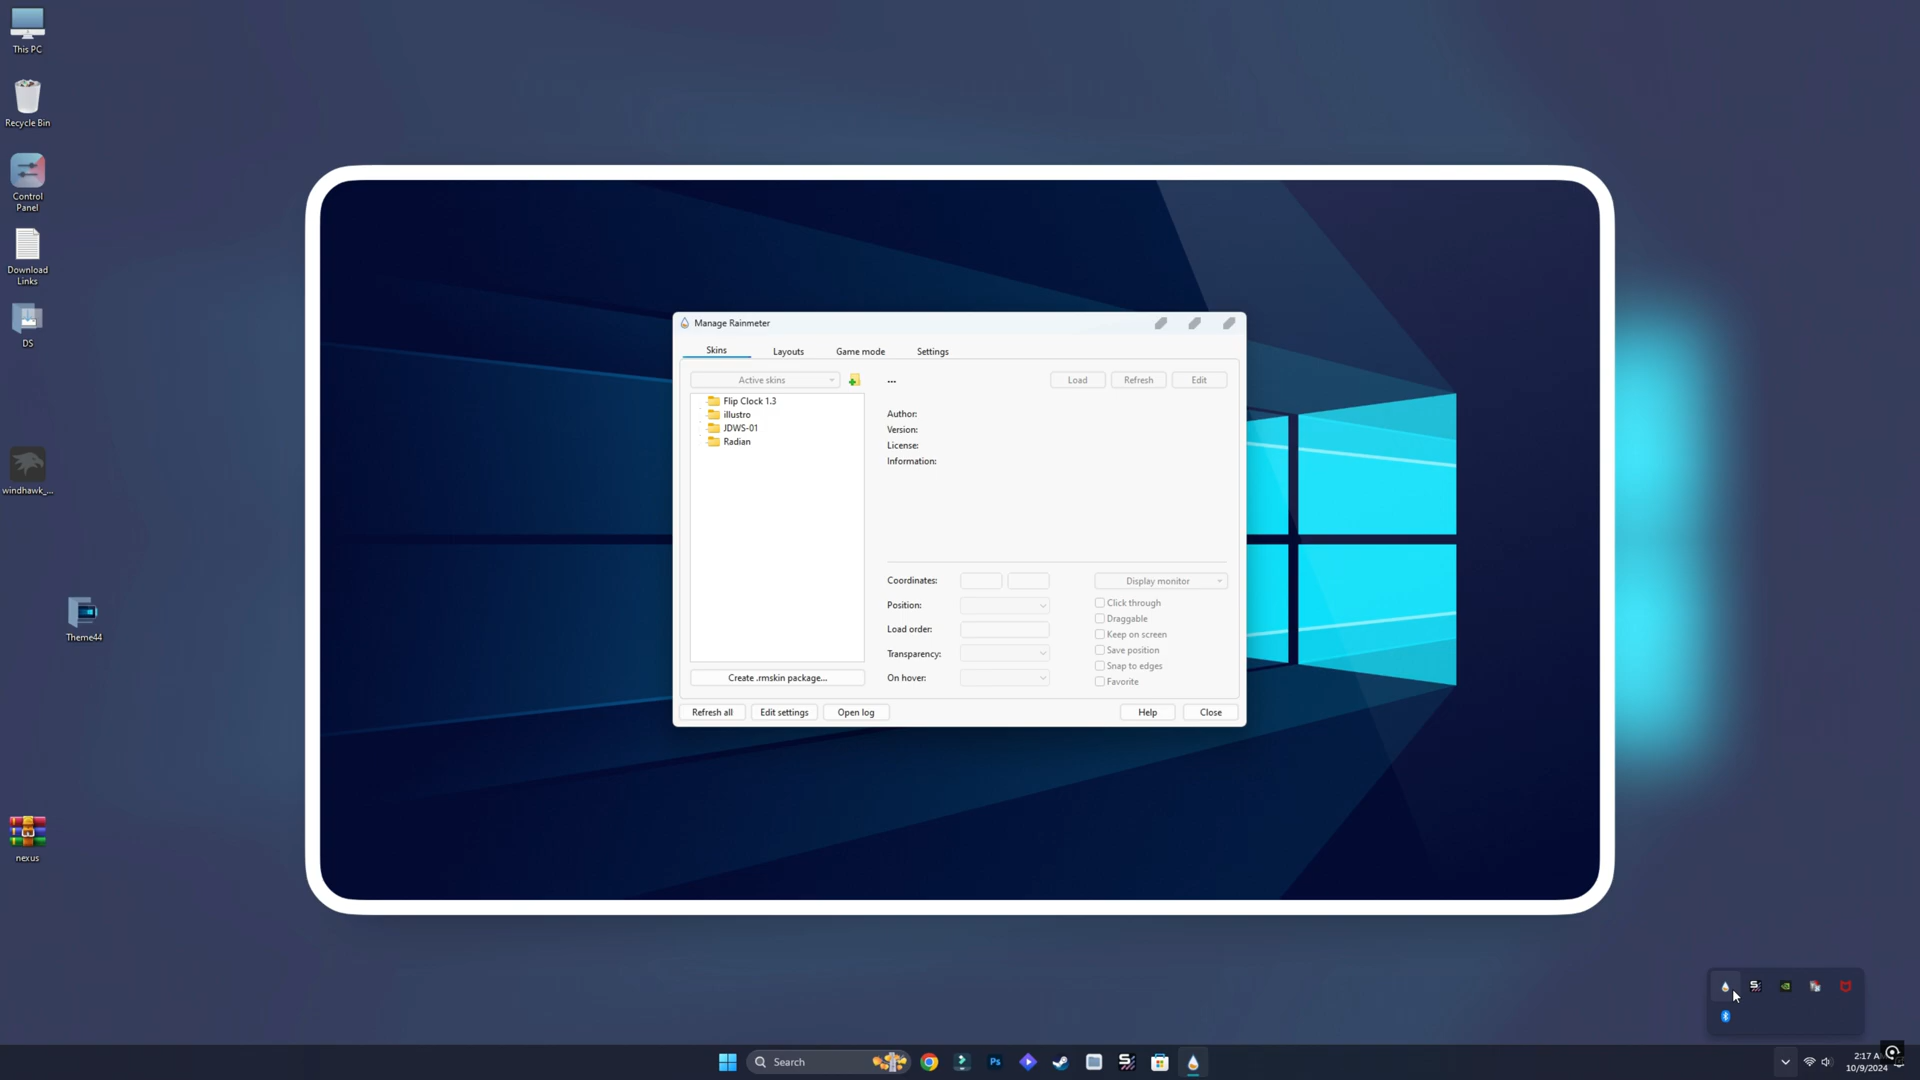 This PC
Recycle Bin
Control
Panel
Download
Links
DS
windhawk_...
Theme44
nexus
Manage Rainmeter
Skins
Layouts
Game mode
Settings
Active skins
...
Load
Refresh
Edit
Flip Clock 1.3
illustro
JDWS-01
Radian
Author:
Version:
License:
Information:
Coordinates:
Display monitor
Position:
Click through
Draggable
Load order:
Keep on screen
Transparency:
Save position
Snap to edges
On hover:
Favorite
Create .rmskin package...
Refresh all
Edit settings
Open log
Help
Close
Search
Ps
2:17 A
10/9/2024